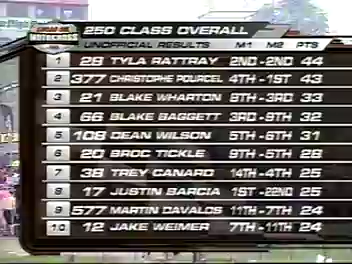 250 CLASS OVERALL
UNOFFICIAL RESULTS M1 M2 PTS
1 28 TYLA RATTRAY 2ND-2ND 44
2 377 CHRISTOPHE POURCEL 4TH-1ST 43
3 21 BLAKE WHARTON 8TH-3RD 33
4 66 BLAKE BAGGETT 3RD-9TH 32
5 108 DEAN WILSON 5TH-6TH 31
6 20 BROC TICKLE 9TH-5TH 28
7 38 TREY CANARD 14TH-4TH 25
8 17 JUSTIN BARCIA 1ST-22ND 25
9 577 MARTIN DAVALOS 11TH-7TH 24
10 12 JAKE WEIMER 7TH-11TH 24